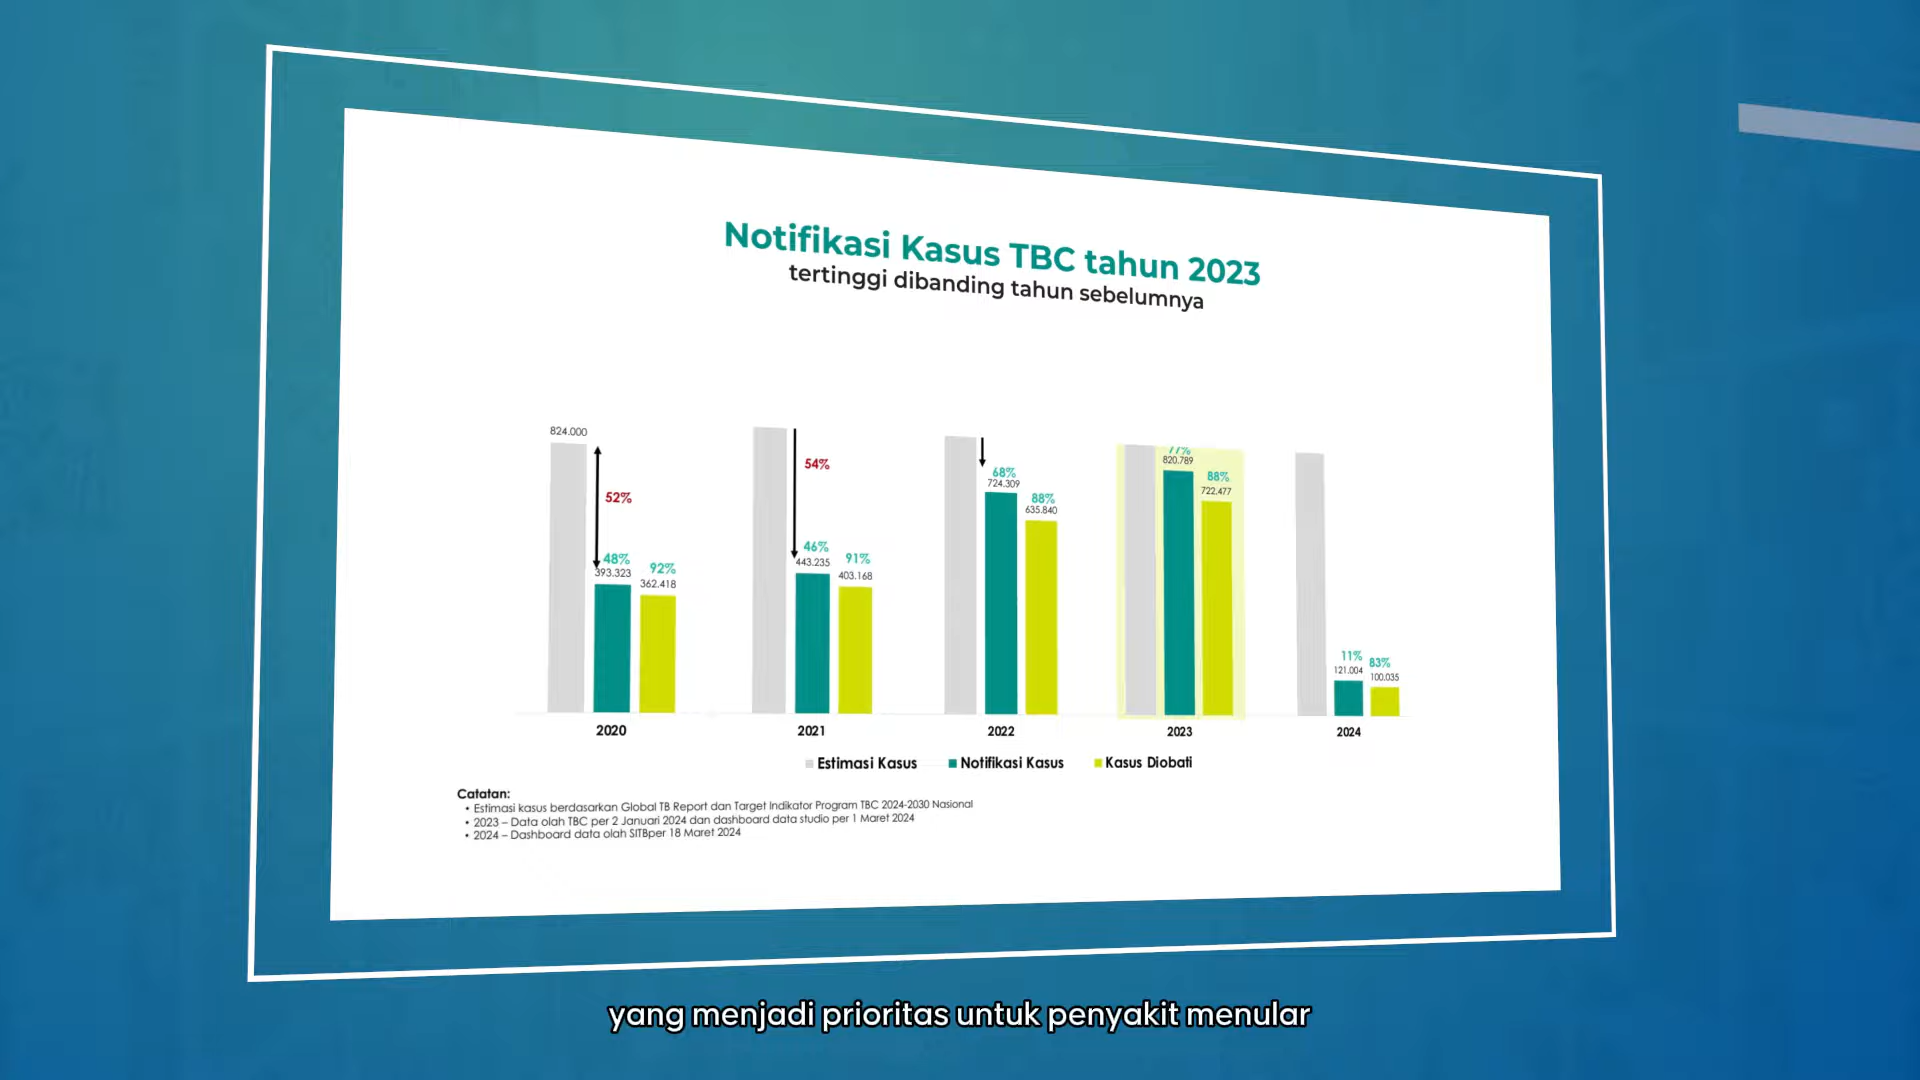 Notifikasi Kasus TBC tahun 2023
tertinggi dibanding tahun sebelumnya
824.000
52%
48%
393.323
92%
362.418
54%
46%
443.235
91%
403.168
68%
724.309
88%
635.840
77%
820.789
88%
722.477
11%
121.004
83%
100.035
2020
2021
2022
2023
2024
Estimasi Kasus
Notifikasi Kasus
Kasus Diobati
Catatan:
• Estimasi kasus berdasarkan Global TB Report dan Target Indikator Program TBC 2024-2030 Nasional
• 2023 – Data olah TBC per 2 Januari 2024 dan dashboard data studio per 1 Maret 2024
• 2024 – Dashboard data olah SITBper 18 Maret 2024
yang menjadi prioritas untuk penyakit menular